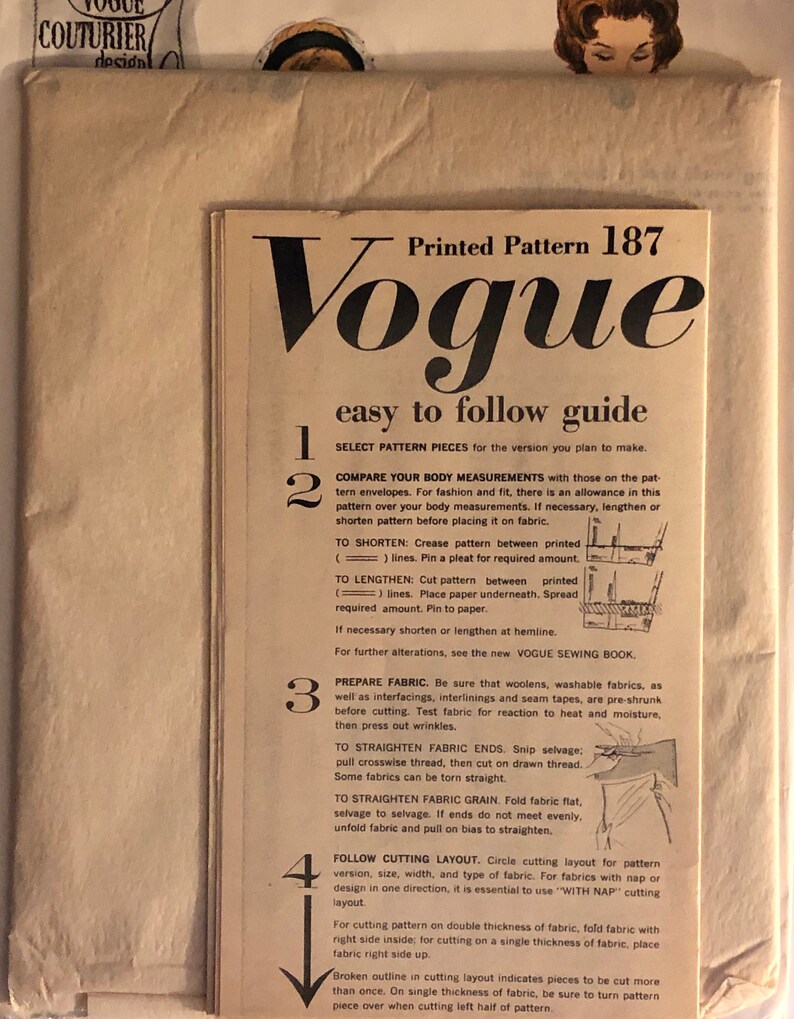 VOGUE
COUTURIER
design
Printed Pattern 187
Vogue
easy to follow guide
1 SELECT PATTERN PIECES for the version you plan to make.
2 COMPARE YOUR BODY MEASUREMENTS with those on the pat-
tern envelopes. For fashion and fit, there is an allowance in this
pattern over your body measurements. If necessary, lengthen or
shorten pattern before placing it on fabric.
TO SHORTEN: Crease pattern between printed
( ═══ ) lines. Pin a pleat for required amount.
TO LENGTHEN: Cut pattern between printed
( ═══ ) lines. Place paper underneath. Spread
required amount. Pin to paper.
If necessary shorten or lengthen at hemline.
For further alterations, see the new VOGUE SEWING BOOK.
3 PREPARE FABRIC. Be sure that woolens, washable fabrics, as
well as interfacings, interlinings and seam tapes, are pre-shrunk
before cutting. Test fabric for reaction to heat and moisture,
then press out wrinkles.
TO STRAIGHTEN FABRIC ENDS. Snip selvage;
pull crosswise thread, then cut on drawn thread.
Some fabrics can be torn straight.
TO STRAIGHTEN FABRIC GRAIN. Fold fabric flat,
selvage to selvage. If ends do not meet evenly,
unfold fabric and pull on bias to straighten.
4 FOLLOW CUTTING LAYOUT. Circle cutting layout for pattern
version, size, width, and type of fabric. For fabrics with nap or
design in one direction, it is essential to use "WITH NAP" cutting
layout.
For cutting pattern on double thickness of fabric, fold fabric with
right side inside; for cutting on a single thickness of fabric, place
fabric right side up.
Broken outline in cutting layout indicates pieces to be cut more
than once. On single thickness of fabric, be sure to turn pattern
piece over when cutting left half of pattern.